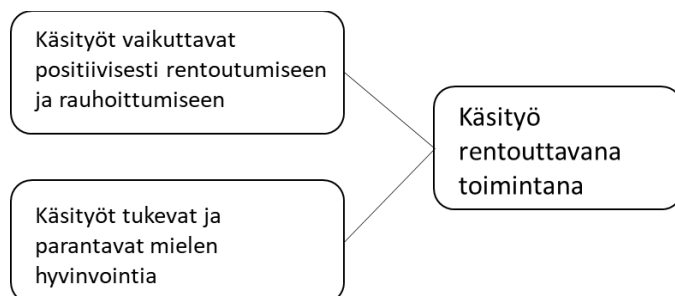 Käsityöt vaikuttavat
positiivisesti rentoutumiseen
ja rauhoittumiseen
Käsityö
rentouttavana
toimintana
Käsityöt tukevat ja
parantavat mielen
hyvinvointia